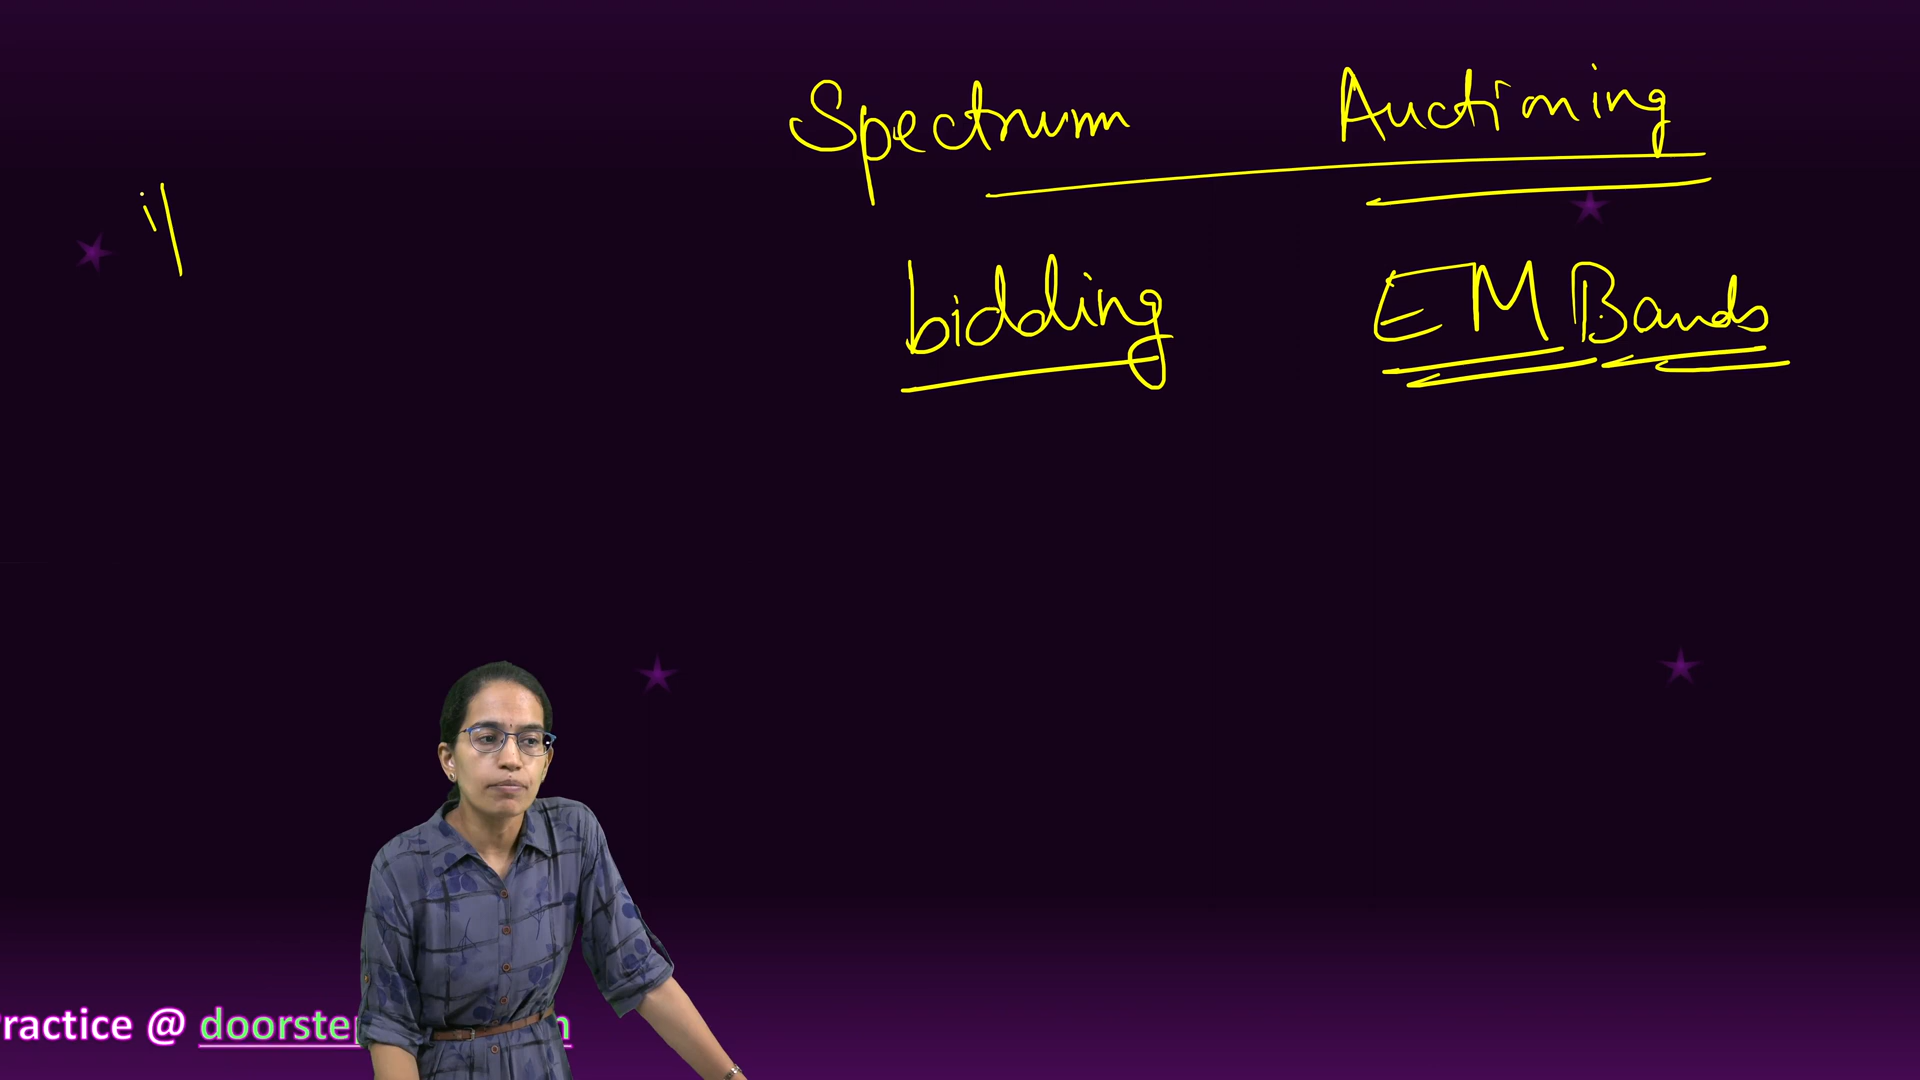 Spectrum Auctioning
i)
bidding EM Bands
ractice @ doorste